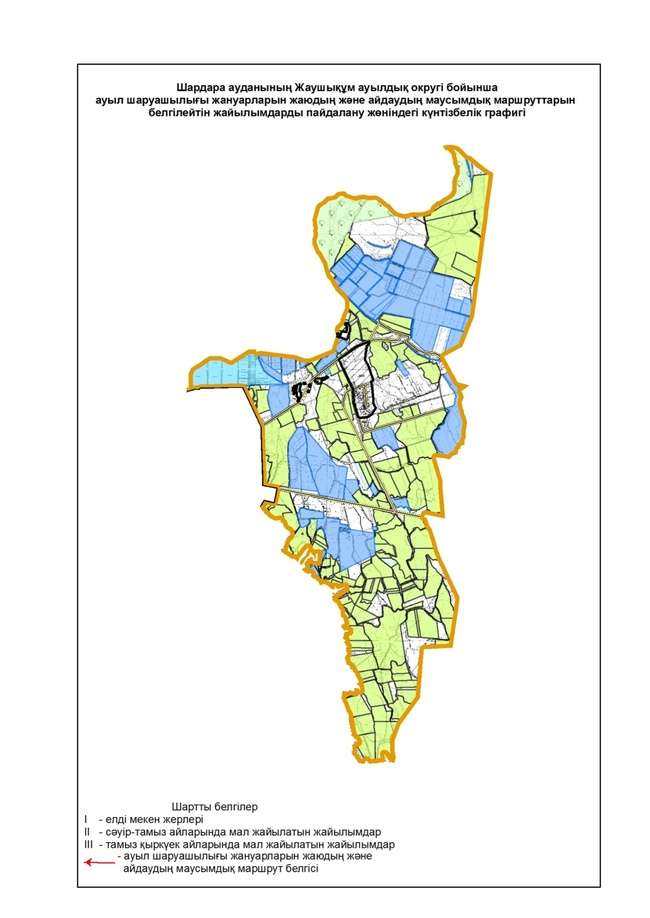 Шардара ауданының Жаушықұм ауылдық округі бойынша
ауыл шаруашылығы жануарларын жаюдың және айдаудың маусымдық маршруттарын
белгілейтін жайылымдарды пайдалану жөніндегі күнтізбелік графигі
Шартты белгілер
I - елді мекен жерлері
II - сәуір-тамыз айларында мал жайылатын жайылымдар
III - тамыз қыркүек айларында мал жайылатын жайылымдар
- ауыл шаруашылығы жануарларын жаюдың және
айдаудың маусымдық маршрут белгісі